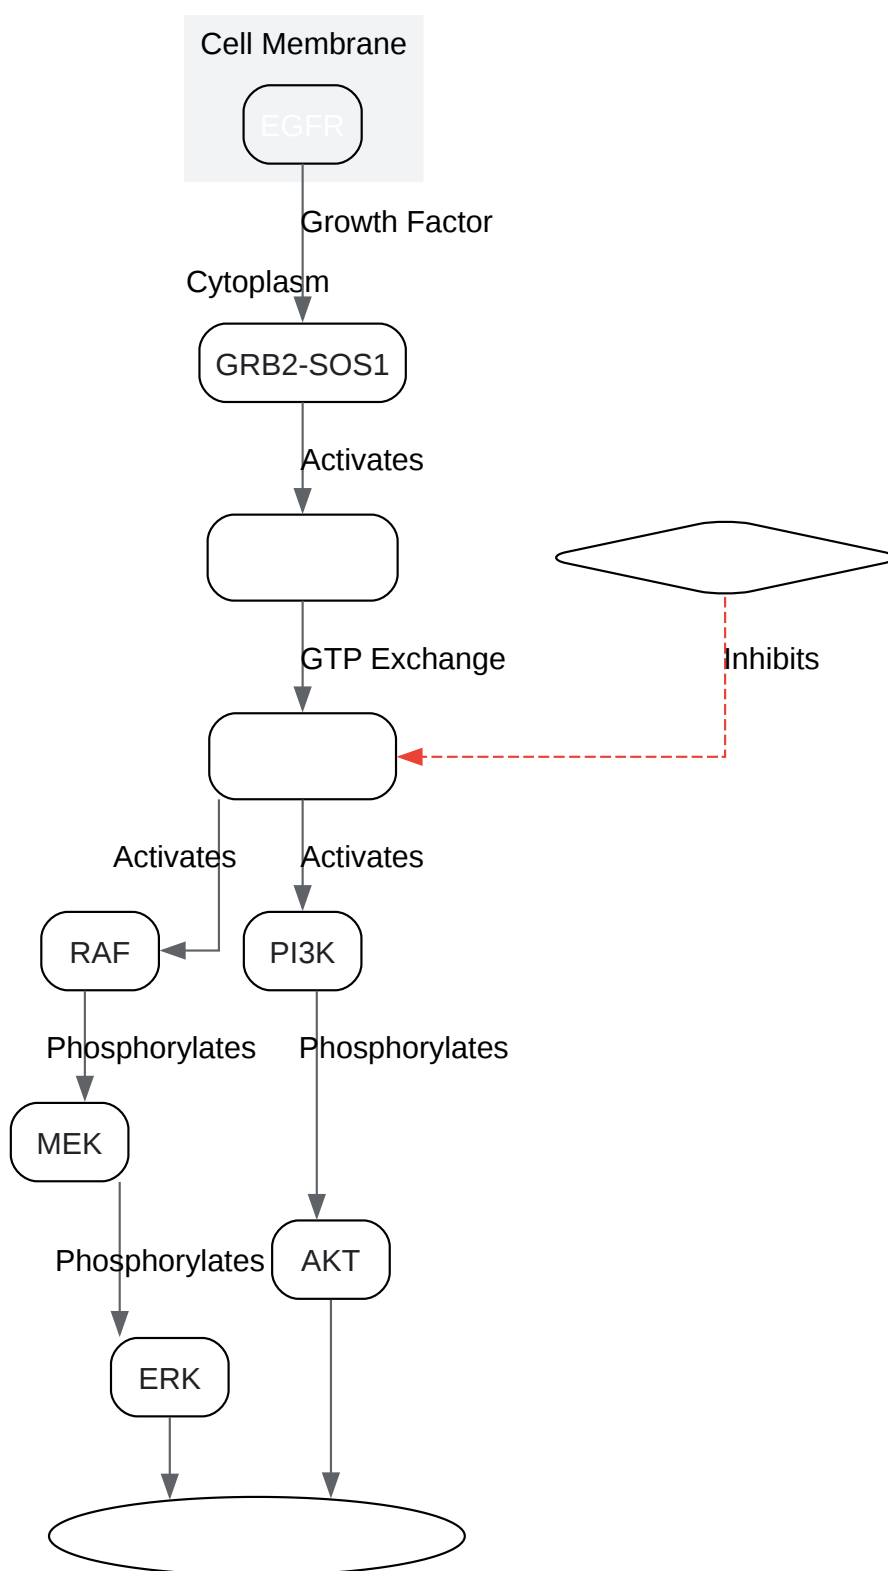 Cell Membrane
EGFR
Growth Factor
Cytoplasm
GRB2-SOS1
Activates
GTP Exchange
Inhibits
Activates
Activates
RAF
PI3K
Phosphorylates
Phosphorylates
MEK
Phosphorylates
AKT
ERK